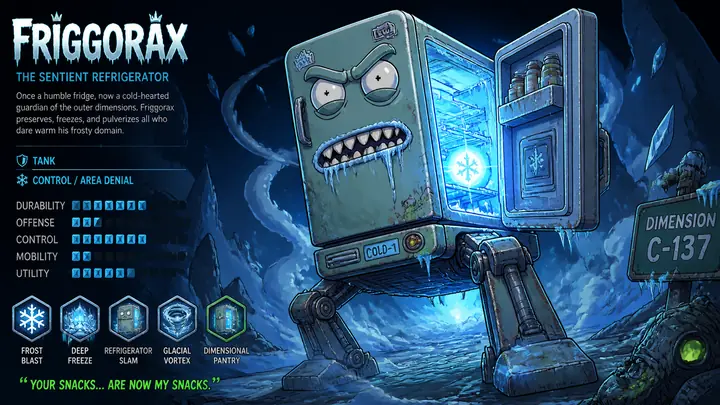 FRIGGORAX
THE SENTIENT REFRIGERATOR
Once a humble fridge, now a cold-hearted
guardian of the outer dimensions. Friggorax
preserves, freezes, and pulverizes all who
dare warm his frosty domain.
TANK
CONTROL / AREA DENIAL
DURABILITY
OFFENSE
CONTROL
MOBILITY
UTILITY
FROST
BLAST
DEEP
FREEZE
REFRIGERATOR
SLAM
GLACIAL
VORTEX
DIMENSIONAL
PANTRY
"YOUR SNACKS... ARE NOW MY SNACKS."
COLD-1
DIMENSION
C-137